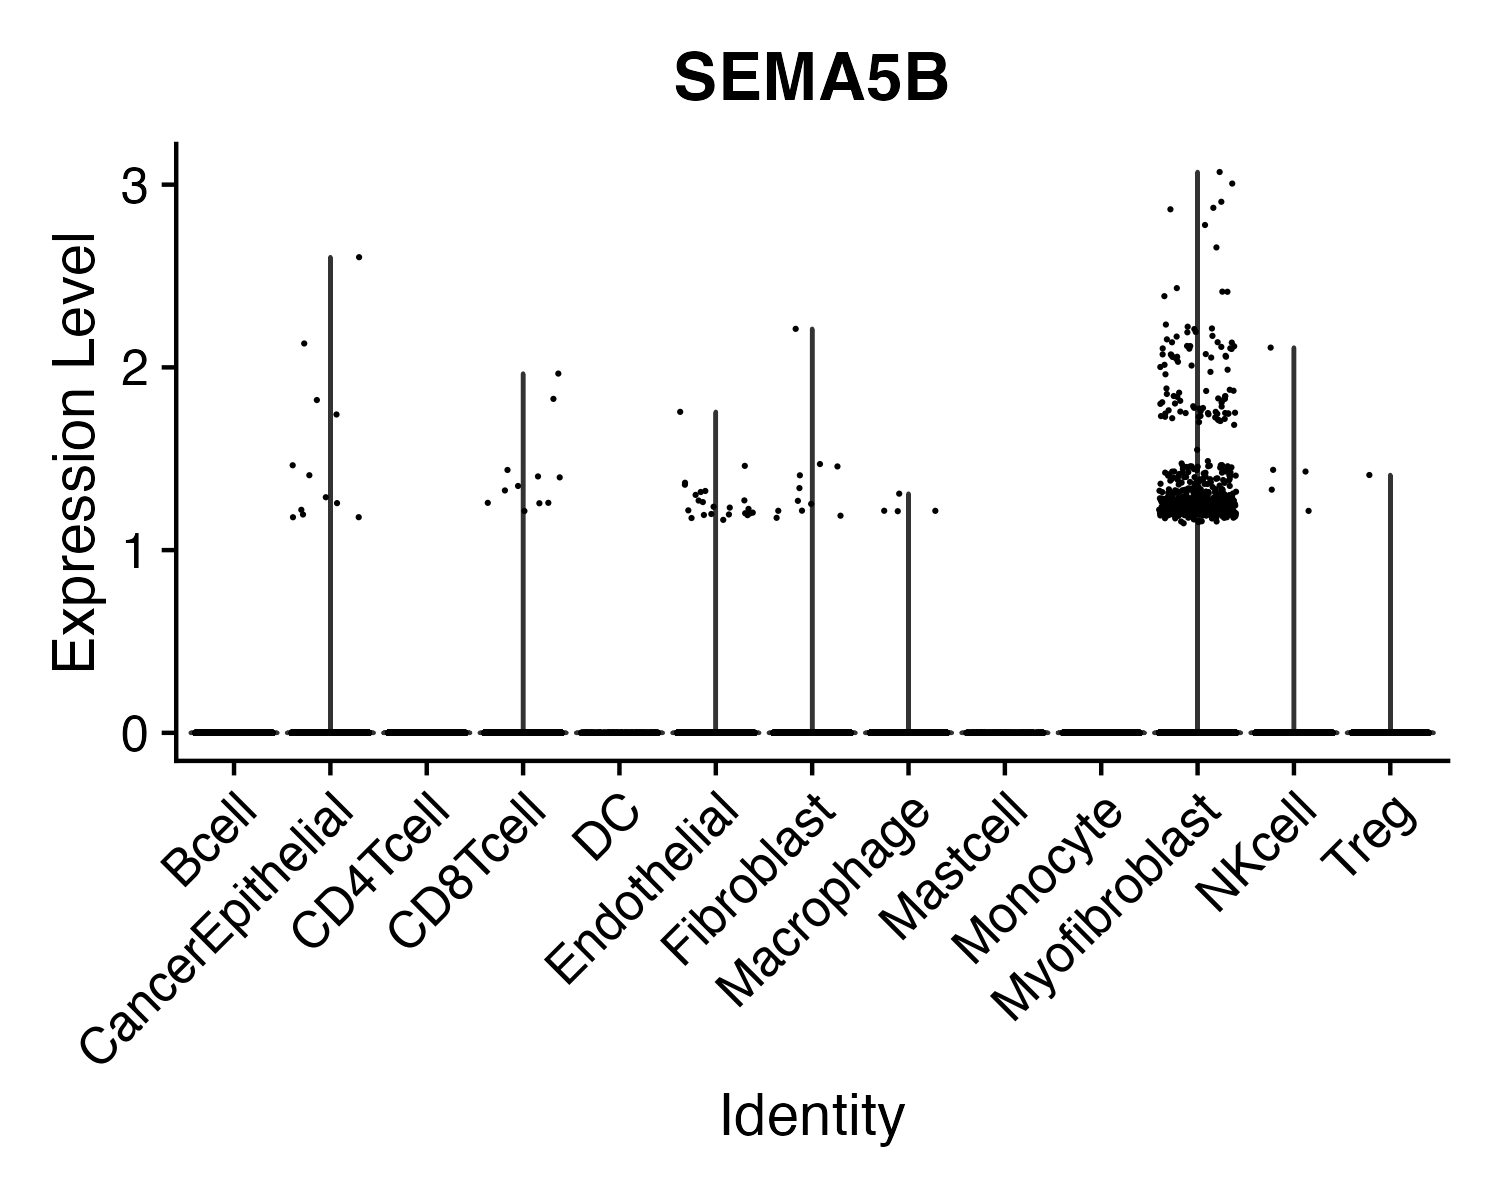 SEMA5B
Expression Level
3
2
1
0
Bcell
CancerEpithelial
CD4Tcell
CD8Tcell
DC
Endothelial
Fibroblast
Macrophage
Mastcell
Monocyte
Myofibroblast
NKcell
Treg
Identity